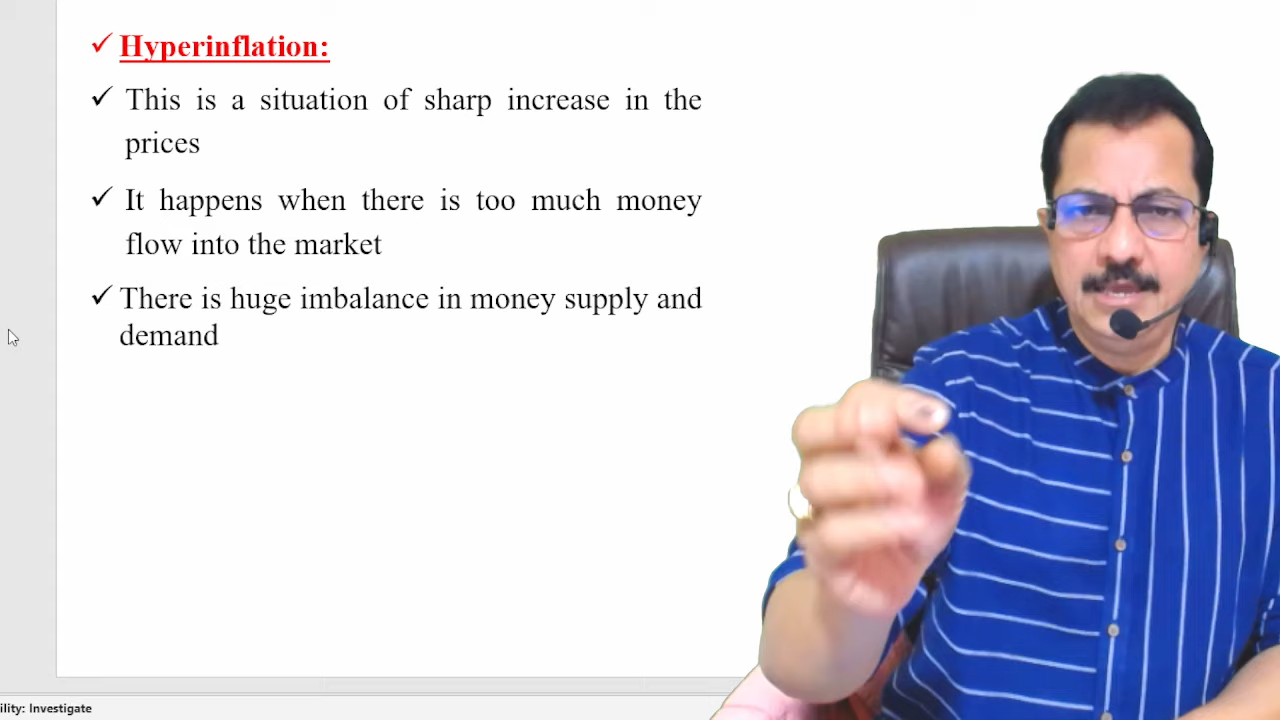 ✓ Hyperinflation:
✓ This is a situation of sharp increase in the
prices
✓ It happens when there is too much money
flow into the market
✓ There is huge imbalance in money supply and
demand
ility: Investigate